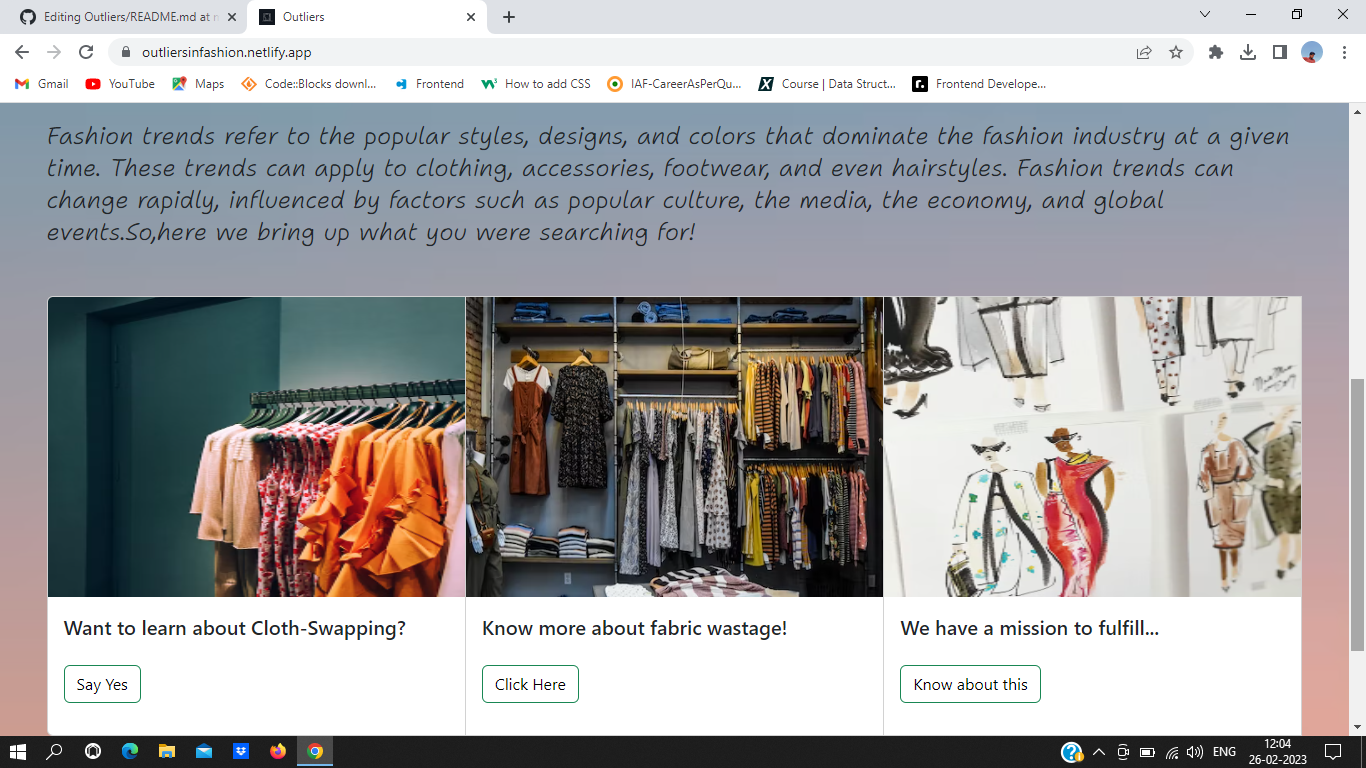 Editing Outliers/README.md at m
Outliers
outliersinfashion.netlify.app
Gmail
YouTube
Maps
Code::Blocks downl...
Frontend
How to add CSS
IAF-CareerAsPerQu...
Course | Data Struct...
Frontend Develope...
Fashion trends refer to the popular styles, designs, and colors that dominate the fashion industry at a given
time. These trends can apply to clothing, accessories, footwear, and even hairstyles. Fashion trends can
change rapidly, influenced by factors such as popular culture, the media, the economy, and global
events.So,here we bring up what you were searching for!
Want to learn about Cloth-Swapping?
Know more about fabric wastage!
We have a mission to fulfill...
Say Yes
Click Here
Know about this
ENG
12:04
26-02-2023